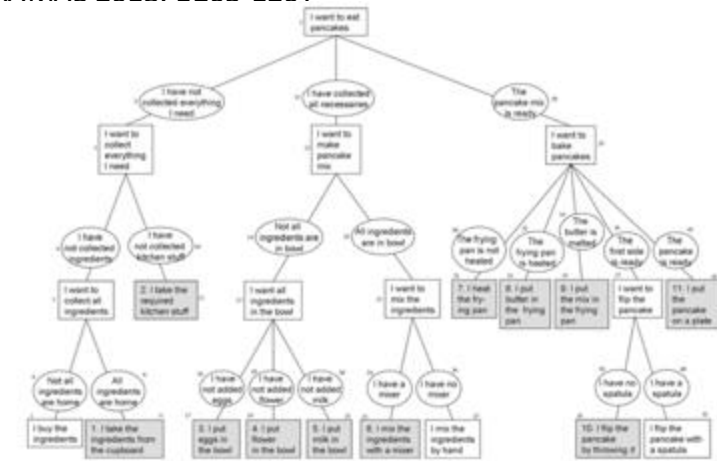 I want to eat
pancakes
I have not
collected everything
I need
I have collected
all necessaries
The
pancake mix
is ready
I want to
collect
everything
I need
I want to
make
pancake
mix
I want to
bake
pancakes
I have
not collected
ingredients
I have
not collected
kitchen stuff
Not all
ingredients are
in bowl
All ingredients
are in bowl
The frying
pan is not
heated
The
frying pan
is heated
The
butter is
melted
The
first side
is ready
The
pancake
is ready
I want to
collect all
ingredients
2. I take the
required
kitchen stuff
I want all
ingredients
in the bowl
I want to
mix the
ingredients
7. I heat
the fry-
ing pan
8. I put
butter in
the frying
pan
9. I put
the mix in
the frying
pan
I want to
flip the
pancake
11. I put
the
pancake
on a plate
Not all
ingredients
are home
All
ingredients
are home
I have
not added
eggs
I have
not added
flower
I have
not added
milk
I have a
mixer
I have no
mixer
I have no
spatula
I have a
spatula
I buy the
ingredients
1. I take the
ingredients from
the cupboard
3. I put
eggs in
the bowl
4. I put
flower
in the bowl
5. I put
milk in
the bowl
6. I mix the
ingredients
with a mixer
I mix the
ingredients
by hand
10. I flip the
pancake
by throwing it
I flip the
pancake with
a spatula